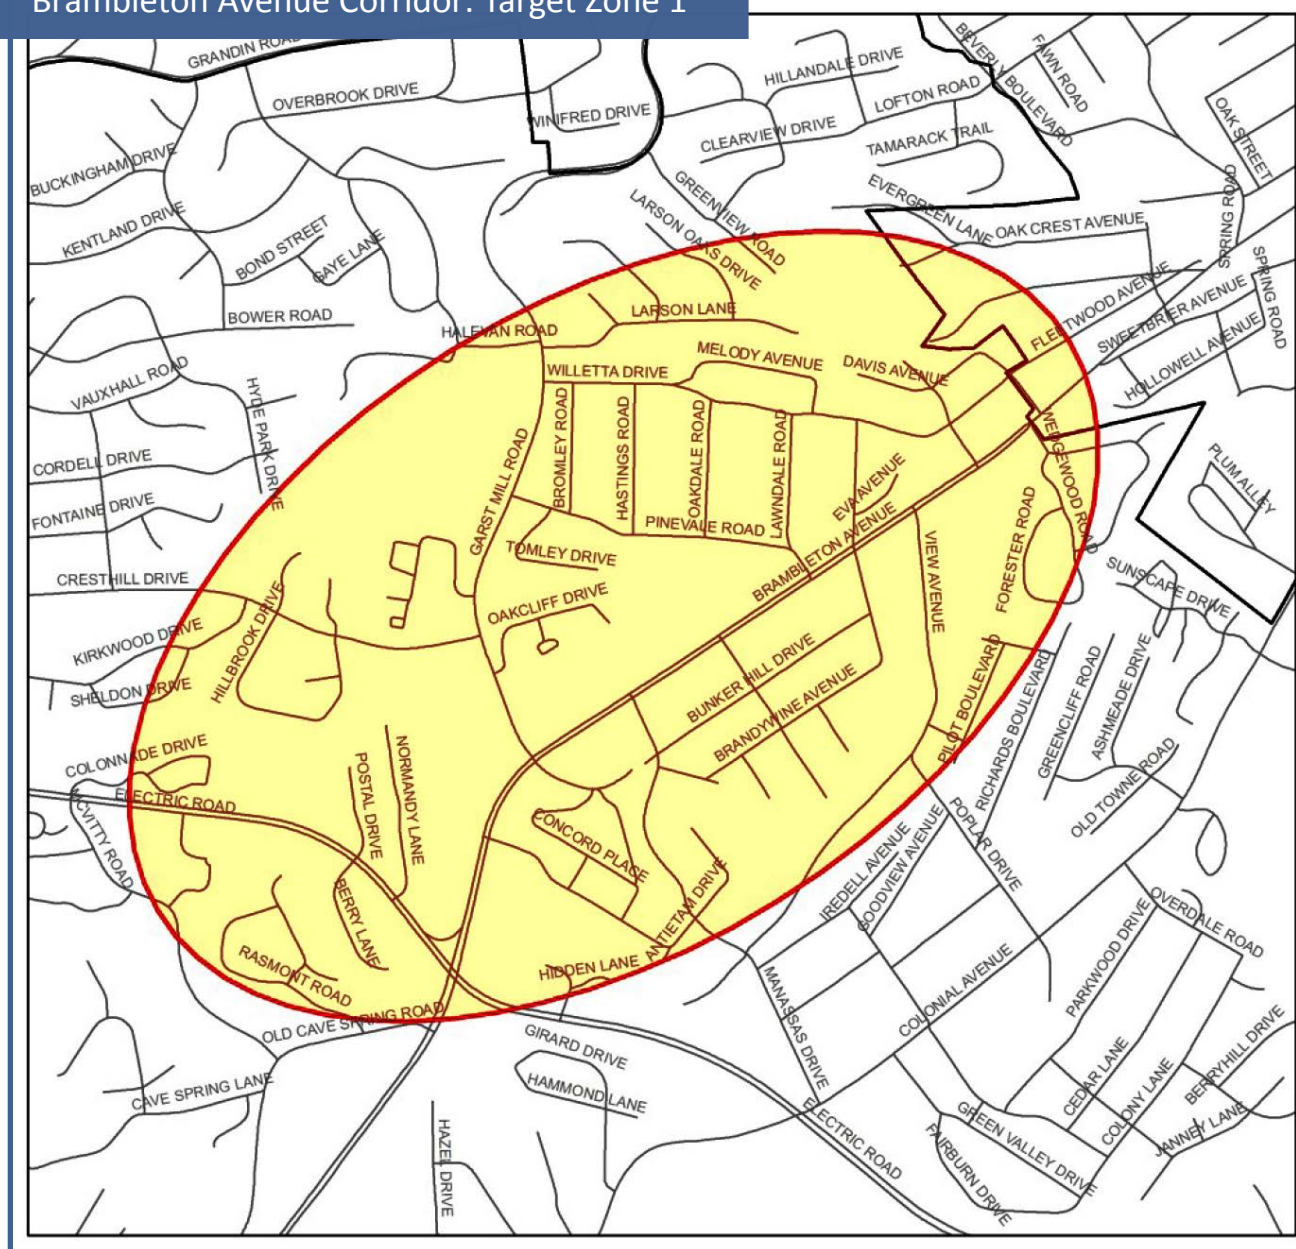 Brambleton Avenue Corridor: Target Zone 1
GRANDIN ROAD
OVERBROOK DRIVE
WINIFRED DRIVE
HILLANDALE DRIVE
BEVERLY BOULEVARD
FAWN ROAD
LOFTON ROAD
OAK STREET
CLEARVIEW DRIVE
TAMARACK TRAIL
BUCKINGHAM DRIVE
KENTLAND DRIVE
BOND STREET
GAYE LANE
GREENVIEW ROAD
LARSON OAKS DRIVE
EVERGREEN LANE
OAK CREST AVENUE
SPRING ROAD
SPRING ROAD
BOWER ROAD
HALEVAN ROAD
LARSON LANE
FLEETWOOD AVENUE
SWEETBRIER AVENUE
HOLLOWELL AVENUE
VAUXHALL ROAD
HYDE PARK DRIVE
WILLETTA DRIVE
MELODY AVENUE
DAVIS AVENUE
BROMLEY ROAD
HASTINGS ROAD
OAKDALE ROAD
LAWNDALE ROAD
EVA AVENUE
WEDGEWOOD ROAD
PLUM ALLEY
CORDELL DRIVE
FONTAINE DRIVE
GARST MILL ROAD
PINEVALE ROAD
TOMLEY DRIVE
BRAMBLETON AVENUE
VIEW AVENUE
FORESTER ROAD
SUNSCAPE DRIVE
CRESTHILL DRIVE
OAKCLIFF DRIVE
KIRKWOOD DRIVE
HILLBROOK DRIVE
SHELDON DRIVE
BUNKER HILL DRIVE
BRANDYWINE AVENUE
PILOT BOULEVARD
RICHARDS BOULEVARD
GREENCLIFF ROAD
ASHMEADE DRIVE
OLD TOWNE ROAD
COLONNADE DRIVE
ELECTRIC ROAD
MCVITTY ROAD
POSTAL DRIVE
NORMANDY LANE
CONCORD PLACE
POPLAR DRIVE
IREDELL AVENUE
GOODVIEW AVENUE
BERRY LANE
ANTIETAM DRIVE
OVERDALE ROAD
PARKWOOD DRIVE
RASMONT ROAD
HIDDEN LANE
MANASSAS DRIVE
COLONIAL AVENUE
OLD CAVE SPRING ROAD
GIRARD DRIVE
HAMMOND LANE
CAVE SPRING LANE
HAZEL DRIVE
ELECTRIC ROAD
CEDAR LANE
COLONY LANE
BERRYHILL DRIVE
JANNEY LANE
GREEN VALLEY DRIVE
FAIRBURN DRIVE